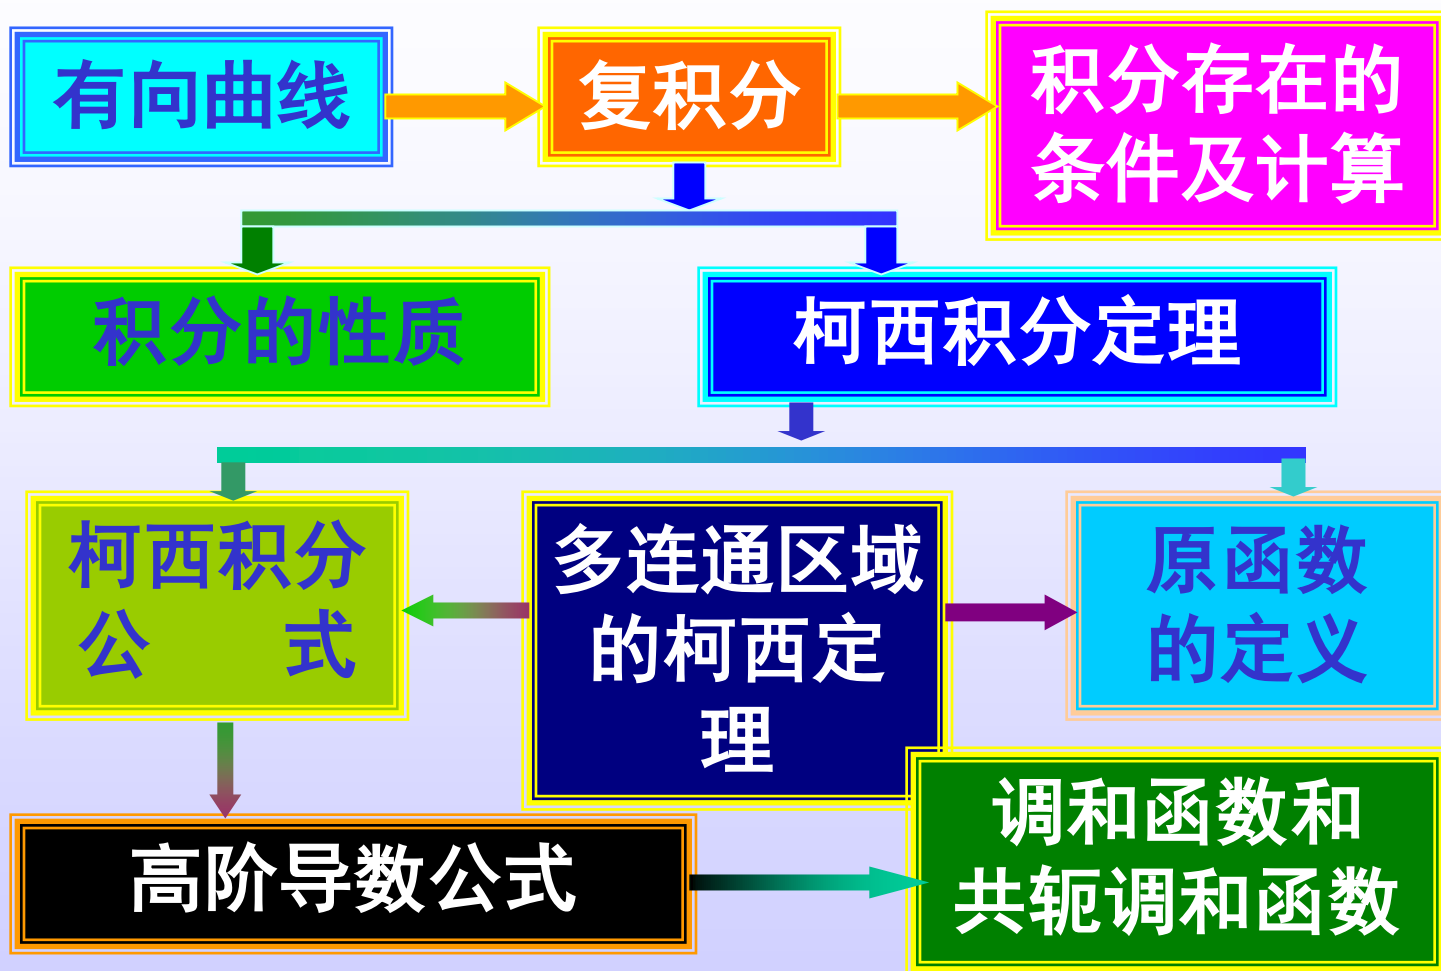 有向曲线
复积分
积分存在的
条件及计算
积分的性质
柯西积分定理
柯西积分
公 式
多连通区域
的柯西定
理
原函数
的定义
高阶导数公式
调和函数和
共轭调和函数